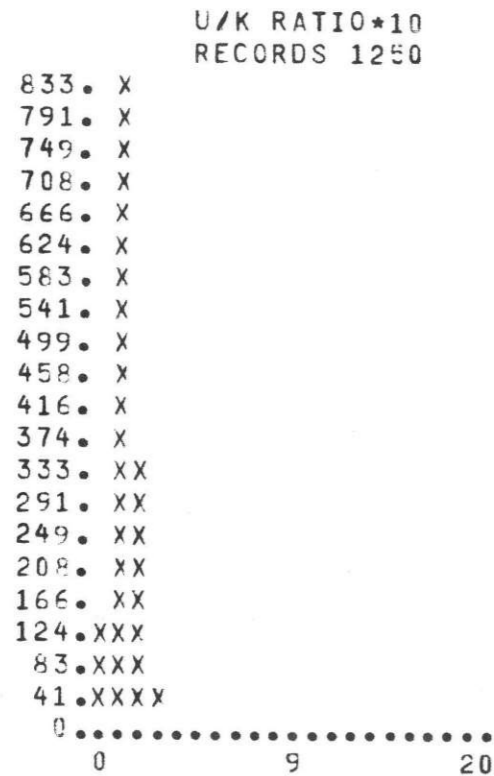 U/K RATIO*10
RECORDS 1250
833. X
791. X
749. X
708. X
666. X
624. X
583. X
541. X
499. X
458. X
416. X
374. X
333. XX
291. XX
249. XX
208. XX
166. XX
124.XXX
83.XXX
41.XXXX
0.....................
0 9 20